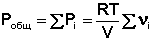 Pобщ = ∑Pi = RT/V ∑νi